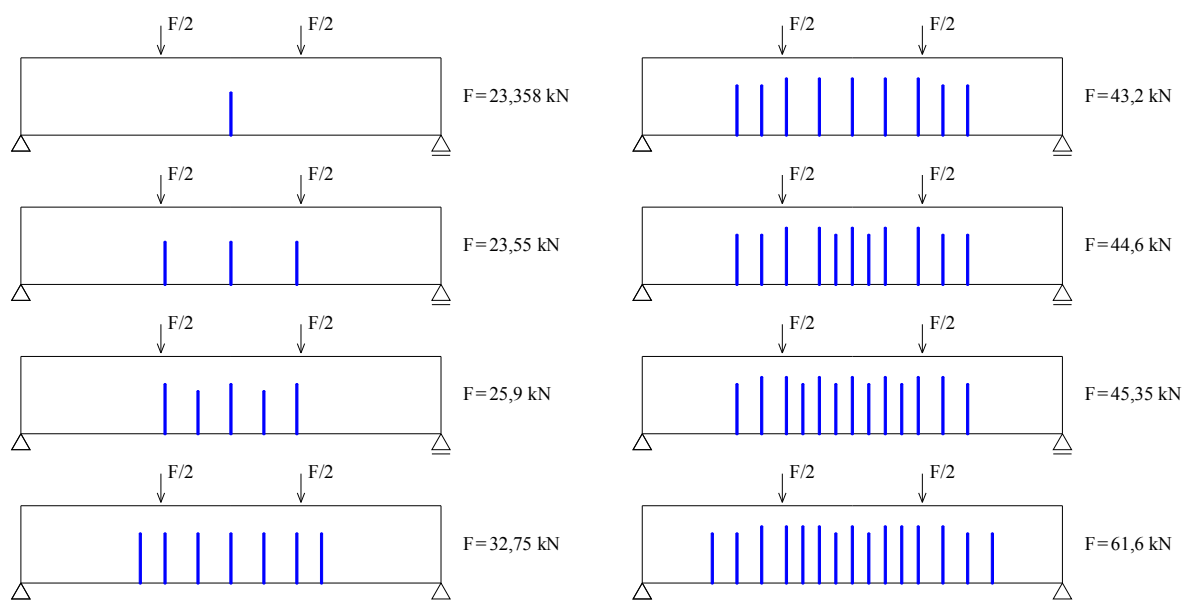 F/2 F/2
F=23,358 kN
F/2 F/2
F=23,55 kN
F/2 F/2
F=25,9 kN
F/2 F/2
F=32,75 kN
F/2 F/2
F=43,2 kN
F/2 F/2
F=44,6 kN
F/2 F/2
F=45,35 kN
F/2 F/2
F=61,6 kN